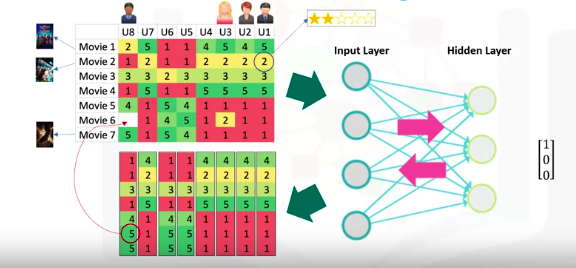 U8 U7 U6 U5 U4 U3 U2 U1
Movie 1 2 5 1 1 4 5 4 5
Movie 2 1 2 1 1 2 2 2 2
Movie 3 3 3 2 3 3 3 3 3
Movie 4 1 5 1 1 5 5 5 5
Movie 5 4 1 5 4 1 1 1 1
Movie 6 1 4 5 1 2 1 1
Movie 7 5 1 5 4 1 1 1 1
1 4 1 1 4 4 4 4
1 2 1 1 2 2 2 2
3 3 3 3 3 3 3 3
1 5 1 1 5 5 5 5
4 1 4 4 1 1 1 1
5 1 5 5 1 1 1 1
5 1 5 5 1 1 1 1
Input Layer
Hidden Layer
1
0
0